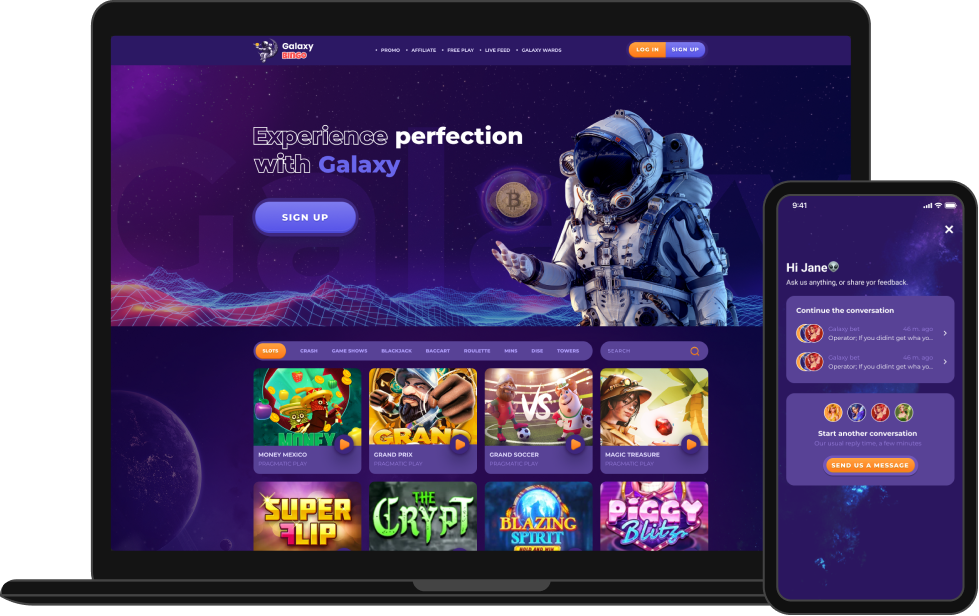 Galaxy
BINGO
• PROMO • AFFILIATE • FREE PLAY • LIVE FEED • GALAXY WARDS
LOG IN SIGN UP
Experience perfection
with Galaxy
Galaxy
SIGN UP
SLOTS CRASH GAME SHOWS BLACKJACK BACCART ROULETTE MINS DISE TOWERS
SEARCH
MONEY
GRAND
VS
MONEY MEXICO
PRAGMATIC PLAY
GRAND PRIX
PRAGMATIC PLAY
GRAND SOCCER
PRAGMATIC PLAY
MAGIC TREASURE
PRAGMATIC PLAY
SUPER
FLIP
THE
CRYPT
BLAZING
SPIRIT
HOLD AND WIN
PiGGY
Blitz
9:41
Hi Jane
Ask us anything, or share yor feedback.
Continue the conversation
Galaxy bet 48 m. ago
Operator; If you didint get wha yo...
Galaxy bet 48 m. ago
Operator; If you didint get wha yo...
Start another conversation
Our usual reply time, a few minutes
SEND US A MESSAGE